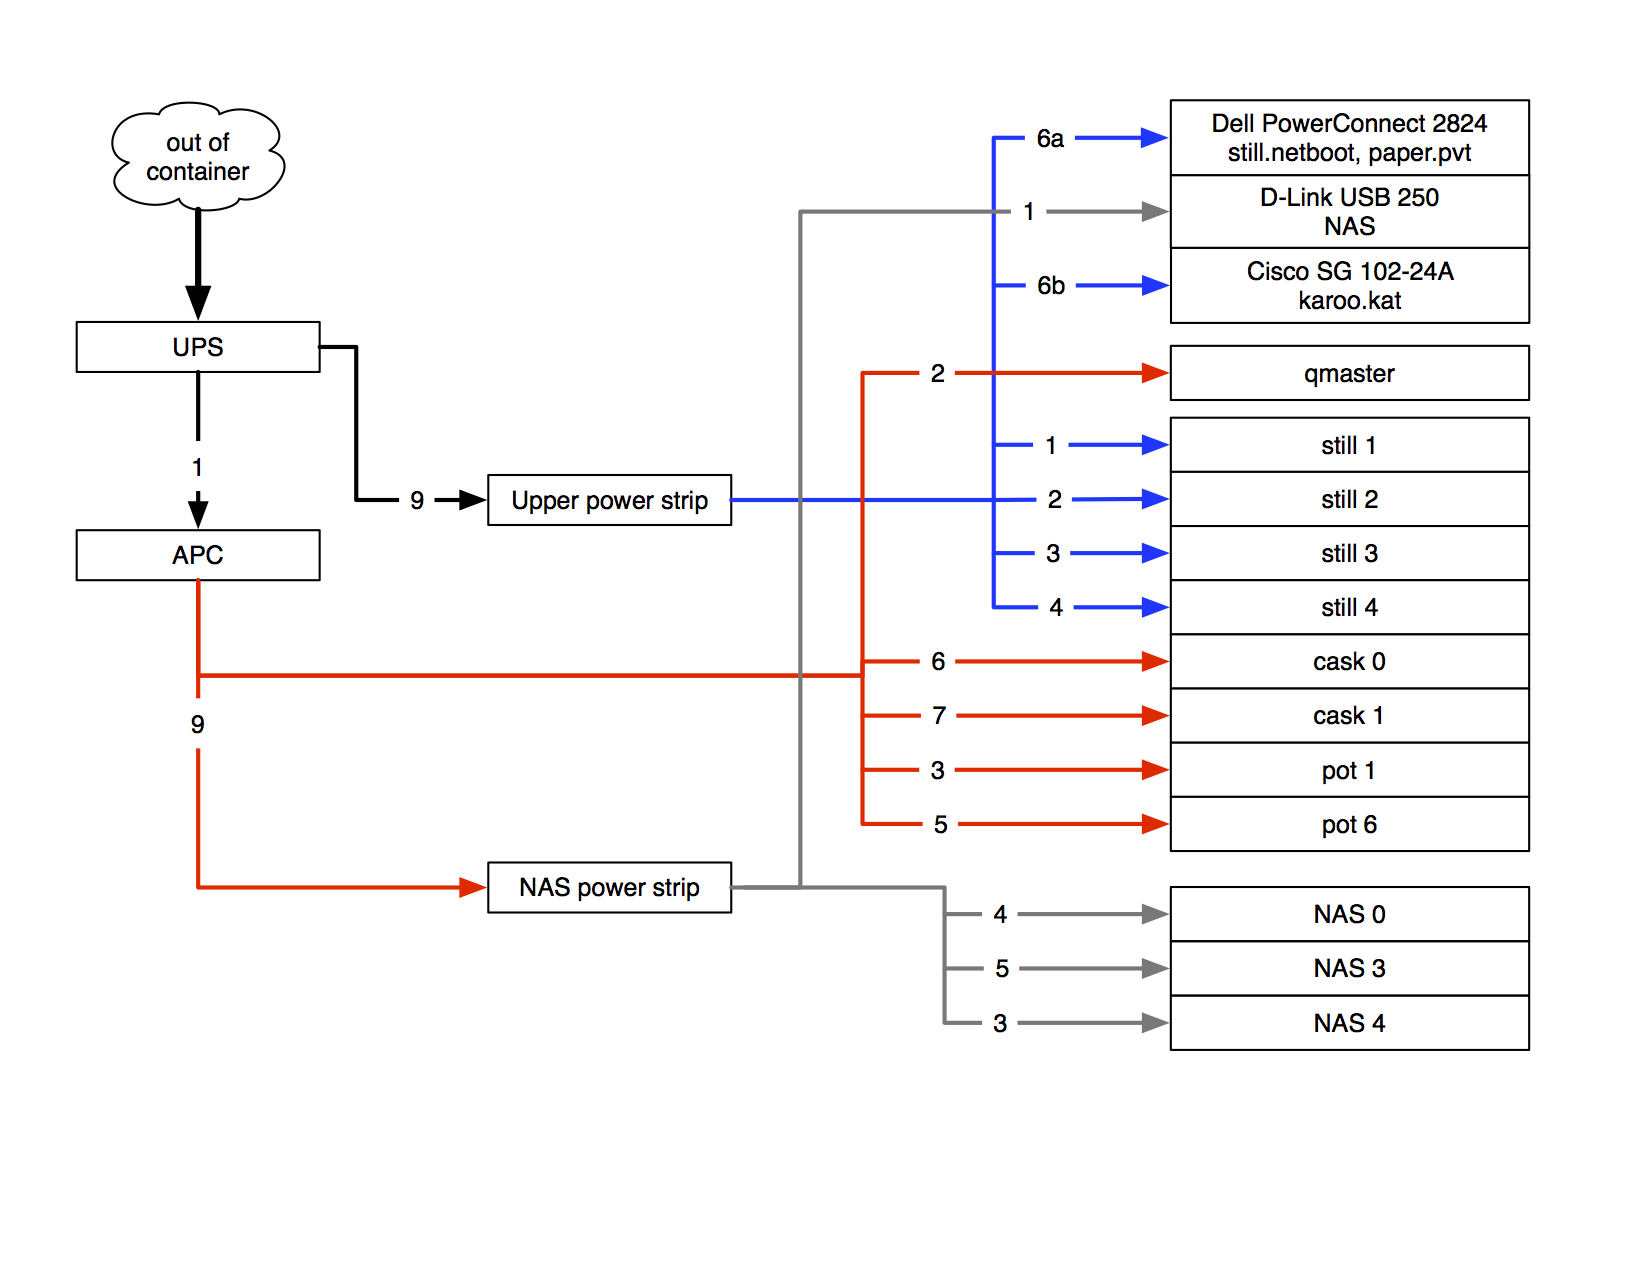 out of
container
UPS
1
APC
9
9
Upper power strip
NAS power strip
6a
Dell PowerConnect 2824
still.netboot, paper.pvt
1
D-Link USB 250
NAS
6b
Cisco SG 102-24A
karoo.kat
2
qmaster
1
still 1
2
still 2
3
still 3
4
still 4
6
cask 0
7
cask 1
3
pot 1
5
pot 6
4
NAS 0
5
NAS 3
3
NAS 4